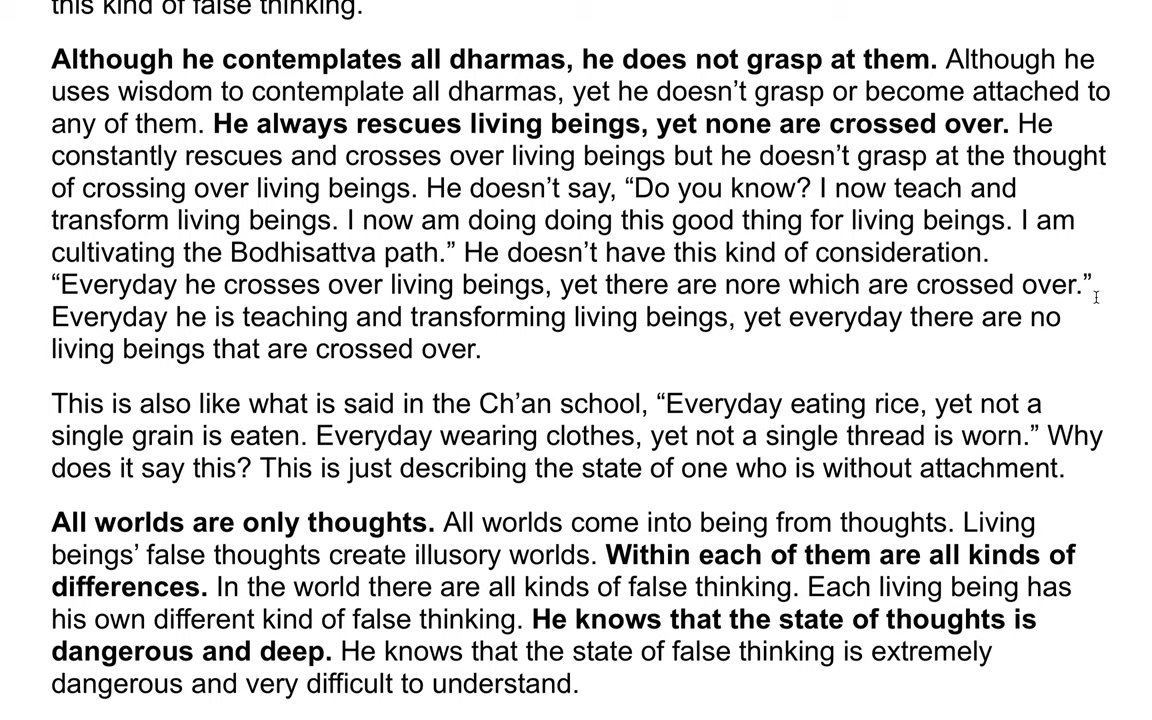 this kind of false thinking.
Although he contemplates all dharmas, he does not grasp at them. Although he
uses wisdom to contemplate all dharmas, yet he doesn’t grasp or become attached to
any of them. He always rescues living beings, yet none are crossed over. He
constantly rescues and crosses over living beings but he doesn’t grasp at the thought
of crossing over living beings. He doesn’t say, “Do you know? I now teach and
transform living beings. I now am doing doing this good thing for living beings. I am
cultivating the Bodhisattva path.” He doesn’t have this kind of consideration.
“Everyday he crosses over living beings, yet there are nore which are crossed over.”
Everyday he is teaching and transforming living beings, yet everyday there are no
living beings that are crossed over.
This is also like what is said in the Ch’an school, “Everyday eating rice, yet not a
single grain is eaten. Everyday wearing clothes, yet not a single thread is worn.” Why
does it say this? This is just describing the state of one who is without attachment.
All worlds are only thoughts. All worlds come into being from thoughts. Living
beings’ false thoughts create illusory worlds. Within each of them are all kinds of
differences. In the world there are all kinds of false thinking. Each living being has
his own different kind of false thinking. He knows that the state of thoughts is
dangerous and deep. He knows that the state of false thinking is extremely
dangerous and very difficult to understand.